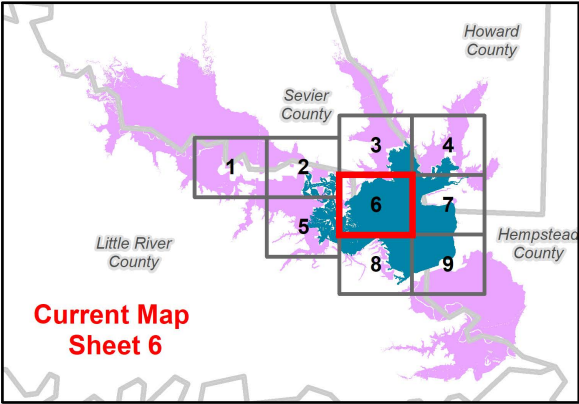 Howard
County
Sevier
County
3
4
1
2
6
7
5
Little River
County
Hempstead
County
8
9
Current Map
Sheet 6